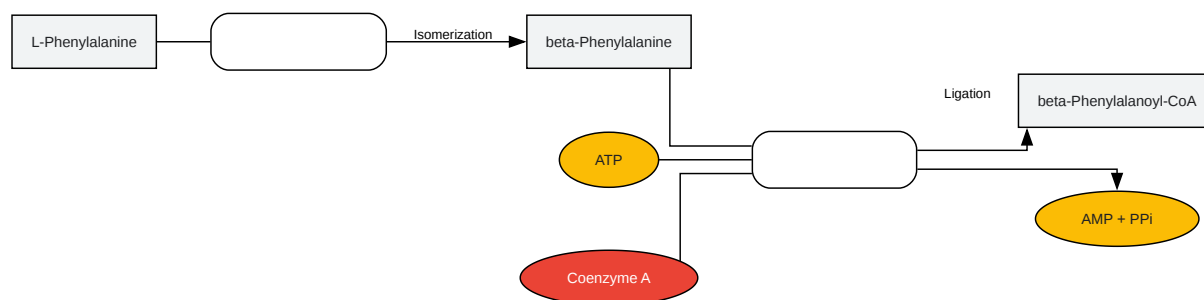 L-Phenylalanine
Isomerization
beta-Phenylalanine
Ligation
beta-Phenylalanoyl-CoA
ATP
AMP + PPi
Coenzyme A